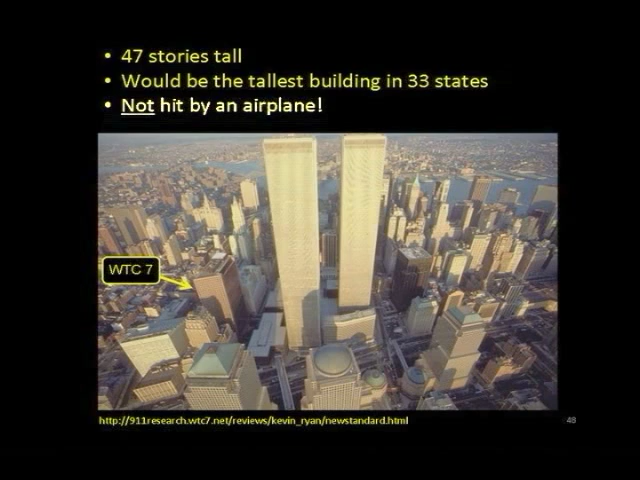 • 47 stories tall
• Would be the tallest building in 33 states
• Not hit by an airplane!
WTC 7
http://911research.wtc7.net/reviews/kevin_ryan/newstandard.html
48